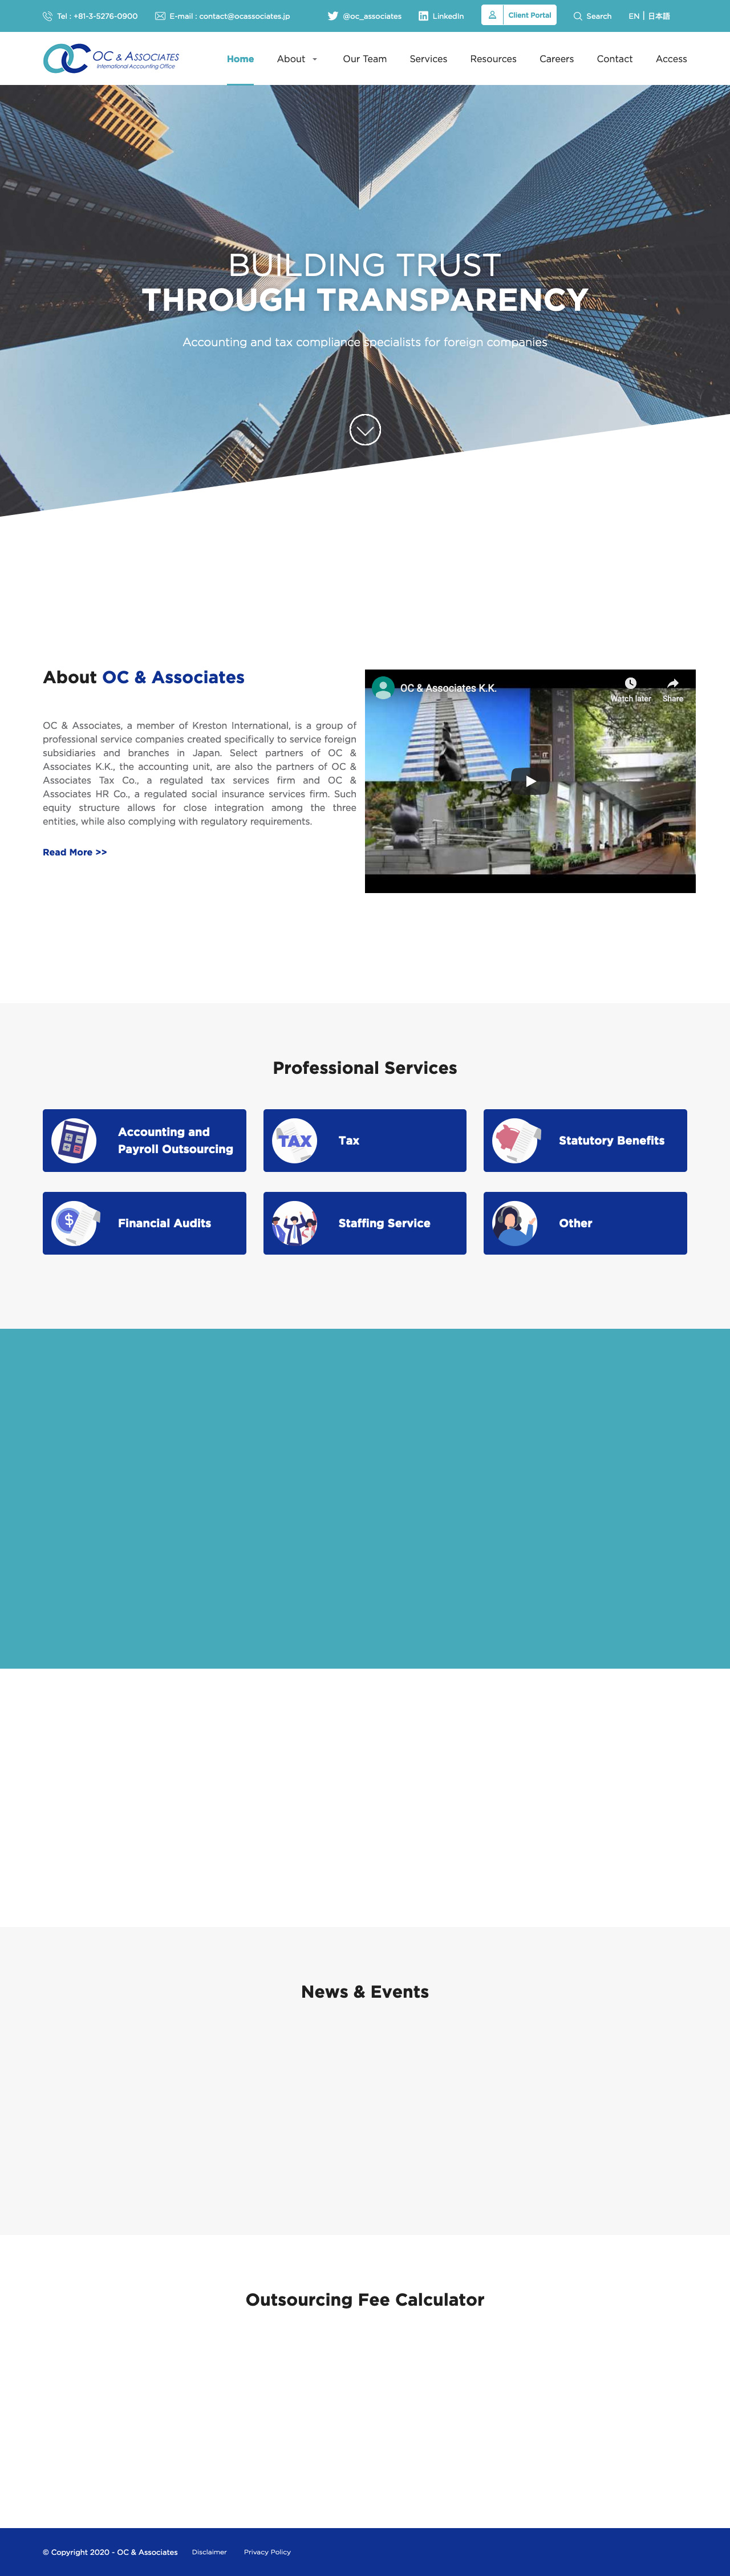 Tel : +81-3-5276-0900
E-mail : contact@ocassociates.jp
@oc_associates
LinkedIn
Client Portal
Search
EN | 日本語
OC & ASSOCIATES
International Accounting Office
Home
About
Our Team
Services
Resources
Careers
Contact
Access
BUILDING TRUST
THROUGH TRANSPARENCY
Accounting and tax compliance specialists for foreign companies
About OC & Associates
OC & Associates, a member of Kreston International, is a group of
professional service companies created specifically to service foreign
subsidiaries and branches in Japan. Select partners of OC &
Associates K.K., the accounting unit, are also the partners of OC &
Associates Tax Co., a regulated tax services firm and OC &
Associates HR Co., a regulated social insurance services firm. Such
equity structure allows for close integration among the three
entities, while also complying with regulatory requirements.
Read More >>
OC & Associates K.K.
Watch later
Share
Professional Services
Accounting and
Payroll Outsourcing
TAX
Tax
Statutory Benefits
Financial Audits
Staffing Service
Other
News & Events
Outsourcing Fee Calculator
© Copyright 2020 - OC & Associates
Disclaimer
Privacy Policy